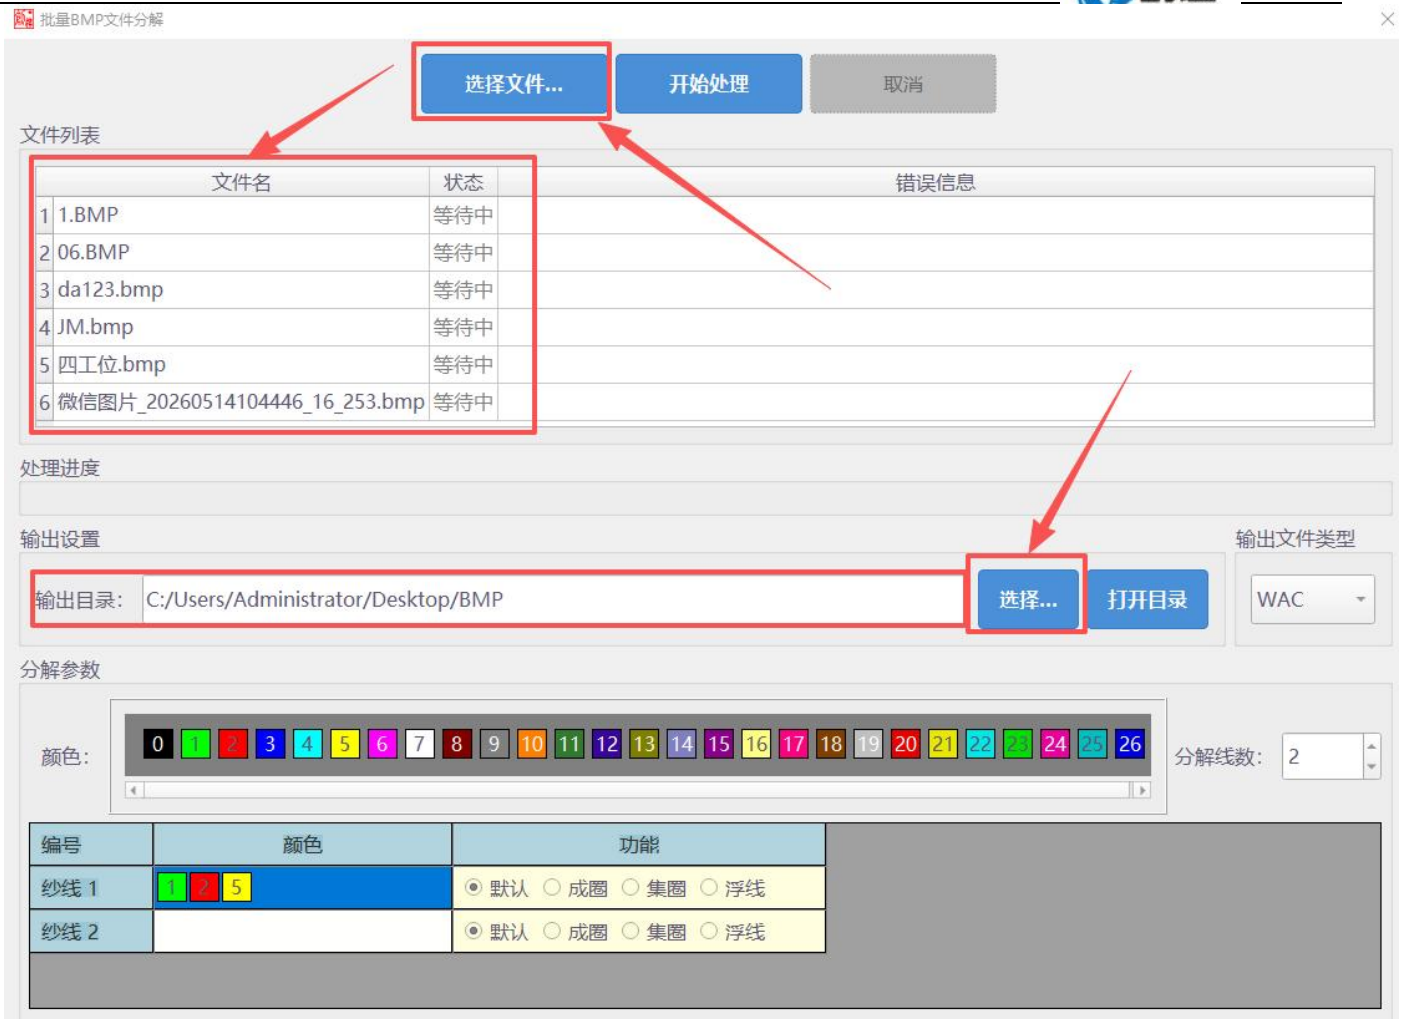 批量BMP文件分解
选择文件... 开始处理 取消
文件列表
文件名 状态 错误信息
1 1.BMP 等待中
2 06.BMP 等待中
3 da123.bmp 等待中
4 JM.bmp 等待中
5 四工位.bmp 等待中
6 微信图片_20260514104446_16_253.bmp 等待中
处理进度
输出设置 输出文件类型
输出目录: C:/Users/Administrator/Desktop/BMP 选择... 打开目录 WAC
分解参数
颜色: 0 1 2 3 4 5 6 7 8 9 10 11 12 13 14 15 16 17 18 19 20 21 22 23 24 25 26 分解线数: 2
编号 颜色 功能
纱线 1 1 2 5 默认 成圈 集圈 浮线
纱线 2 默认 成圈 集圈 浮线